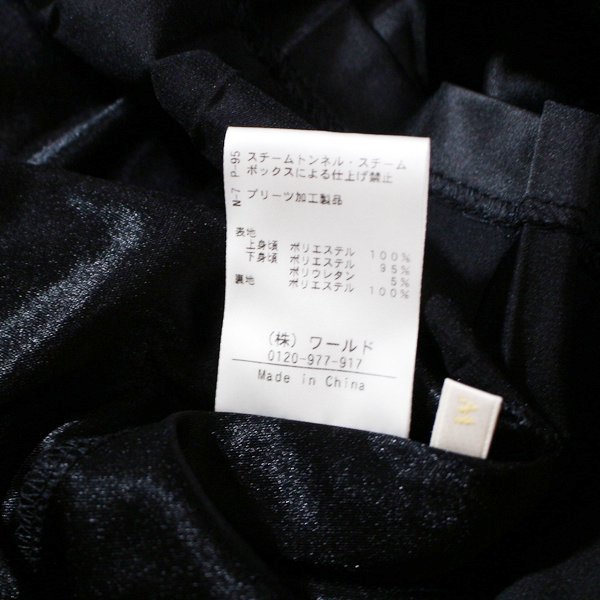 P-95 スチームトンネル・スチーム
ボックスによる仕上げ禁止
N-7 プリーツ加工製品
表地
上身頃 ポリエステル 100%
下身頃 ポリエステル 95%
ポリウレタン 5%
裏地 ポリエステル 100%
(株) ワールド
0120-977-917
Made in China